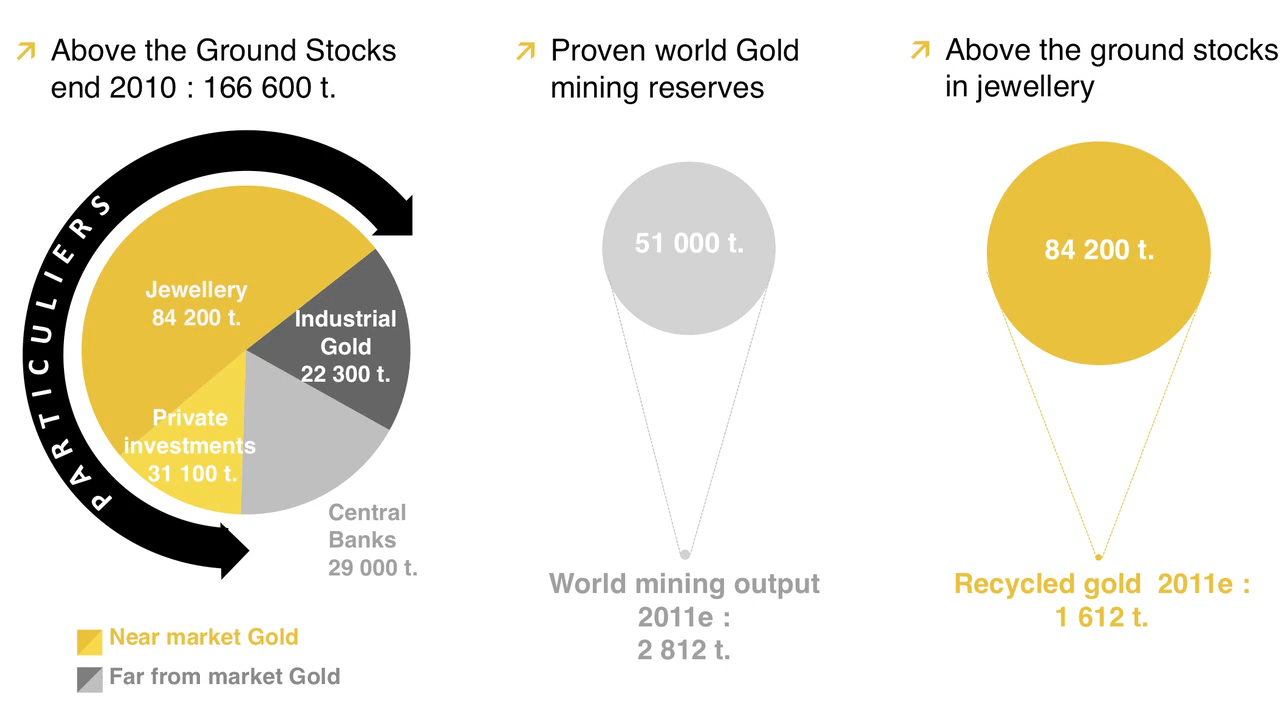 Above the Ground Stocks
end 2010 : 166 600 t.
PARTICULIERS
Jewellery
84 200 t.
Industrial
Gold
22 300 t.
Private
investments
31 100 t.
Central
Banks
29 000 t.
Near market Gold
Far from market Gold
Proven world Gold
mining reserves
51 000 t.
World mining output
2011e :
2 812 t.
Above the ground stocks
in jewellery
84 200 t.
Recycled gold  2011e :
1 612 t.